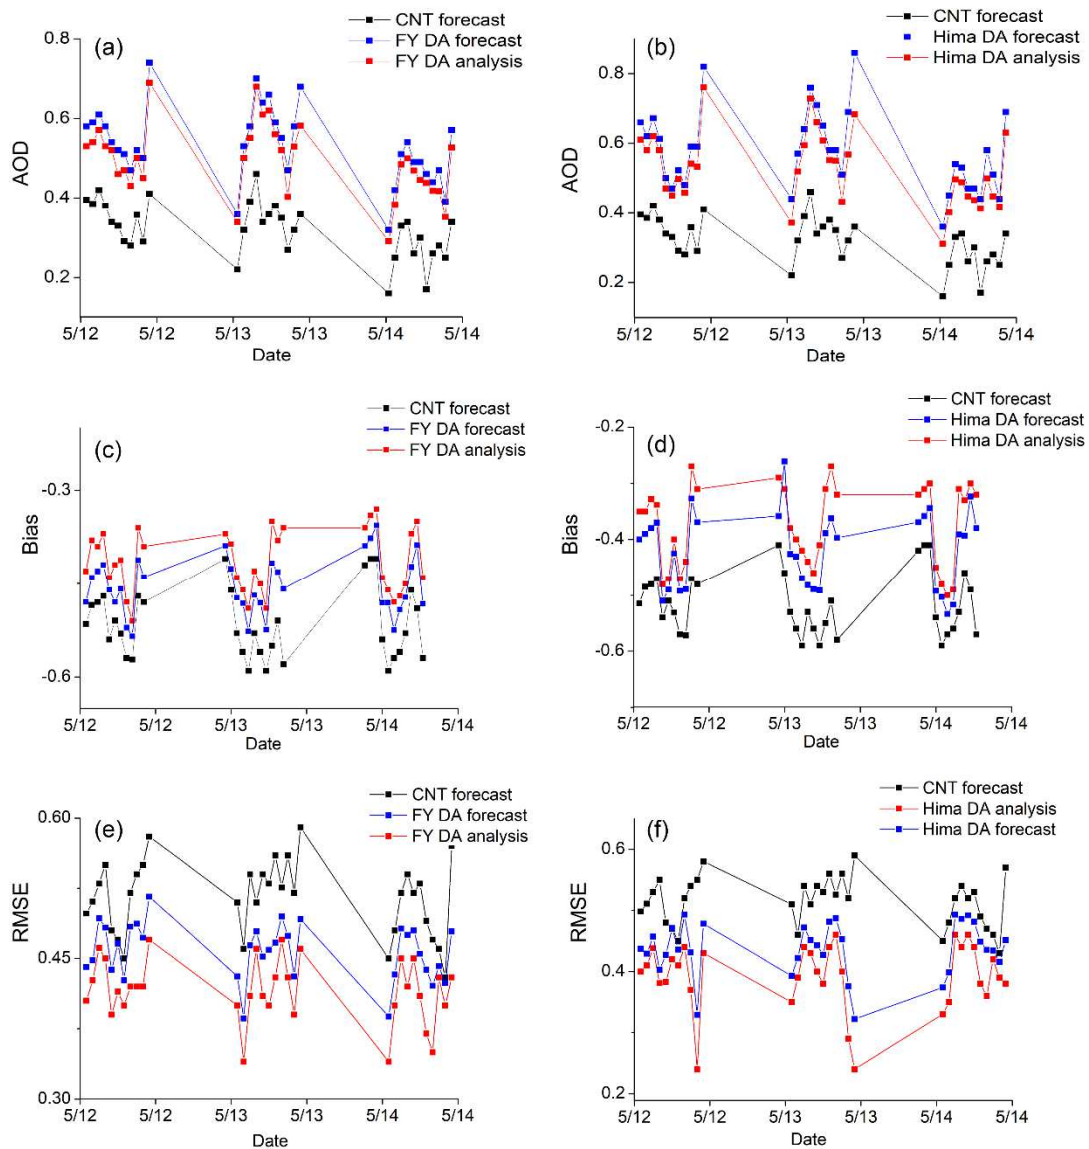 (a)
CNT forecast
FY DA forecast
FY DA analysis
0.8
0.6
0.4
0.2
AOD
5/12 5/12 5/13 5/13 5/14 5/14
Date
(b)
CNT forecast
Hima DA forecast
Hima DA analysis
0.8
0.6
0.4
0.2
AOD
5/12 5/12 5/13 5/13 5/14 5/14
Date
(c)
CNT forecast
FY DA forecast
FY DA analysis
-0.3
-0.6
Bias
5/12 5/12 5/13 5/13 5/14 5/14
Date
(d)
CNT forecast
Hima DA forecast
Hima DA analysis
-0.2
-0.4
-0.6
Bias
5/12 5/12 5/13 5/13 5/14 5/14
Date
(e)
CNT forecast
FY DA forecast
FY DA analysis
0.60
0.45
0.30
RMSE
5/12 5/12 5/13 5/13 5/14 5/14
Date
(f)
CNT forecast
Hima DA analysis
Hima DA forecast
0.6
0.4
0.2
RMSE
5/12 5/12 5/13 5/13 5/14 5/14
Date